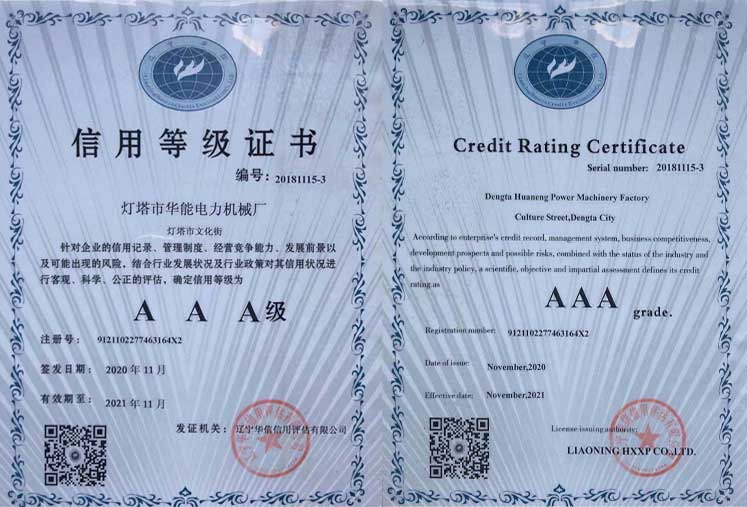 信用等级证书
编号：20181115-3
灯塔市华能电力机械厂
灯塔市文化街
针对企业的信用记录、管理制度、经营竞争能力、发展前景以
及可能出现的风险，结合行业发展状况及行业政策对其信用状况进
行客观、科学、公正的评估，确定信用等级为
A A A级
注册号： 9121102277463164X2
签发日期： 2020 年 11 月
有效期至： 2021 年 11 月
发证机关：辽宁华信信用评估有限公司
Credit Rating Certificate
Serial number: 20181115-3
Dengta Huaneng Power Machinery Factory
Culture Street,Dengta City
According to enterprise's credit record, management system, business competitiveness,
development prospects and possible risks, combined with the status of the industry and
the industry policy, a scientific, objective and impartial assessment defines its credit
rating as
AAA grade.
Registration number: 9121102277463164X2
Date of issue: November,2020
Effective date: November,2021
License issuing authority:
LIAONING HXXP CO.,LTD.